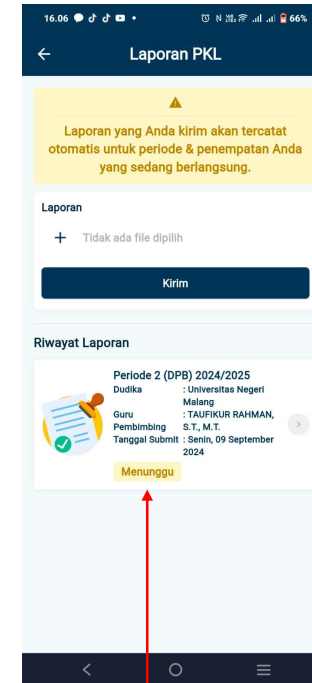 16.06
66%
Laporan PKL
Laporan yang Anda kirim akan tercatat
otomatis untuk periode & penempatan Anda
yang sedang berlangsung.
Laporan
+ Tidak ada file dipilih
Kirim
Riwayat Laporan
Periode 2 (DPB) 2024/2025
Dudika : Universitas Negeri
Malang
Guru : TAUFIKUR RAHMAN,
Pembimbing S.T., M.T.
Tanggal Submit : Senin, 09 September
2024
Menunggu